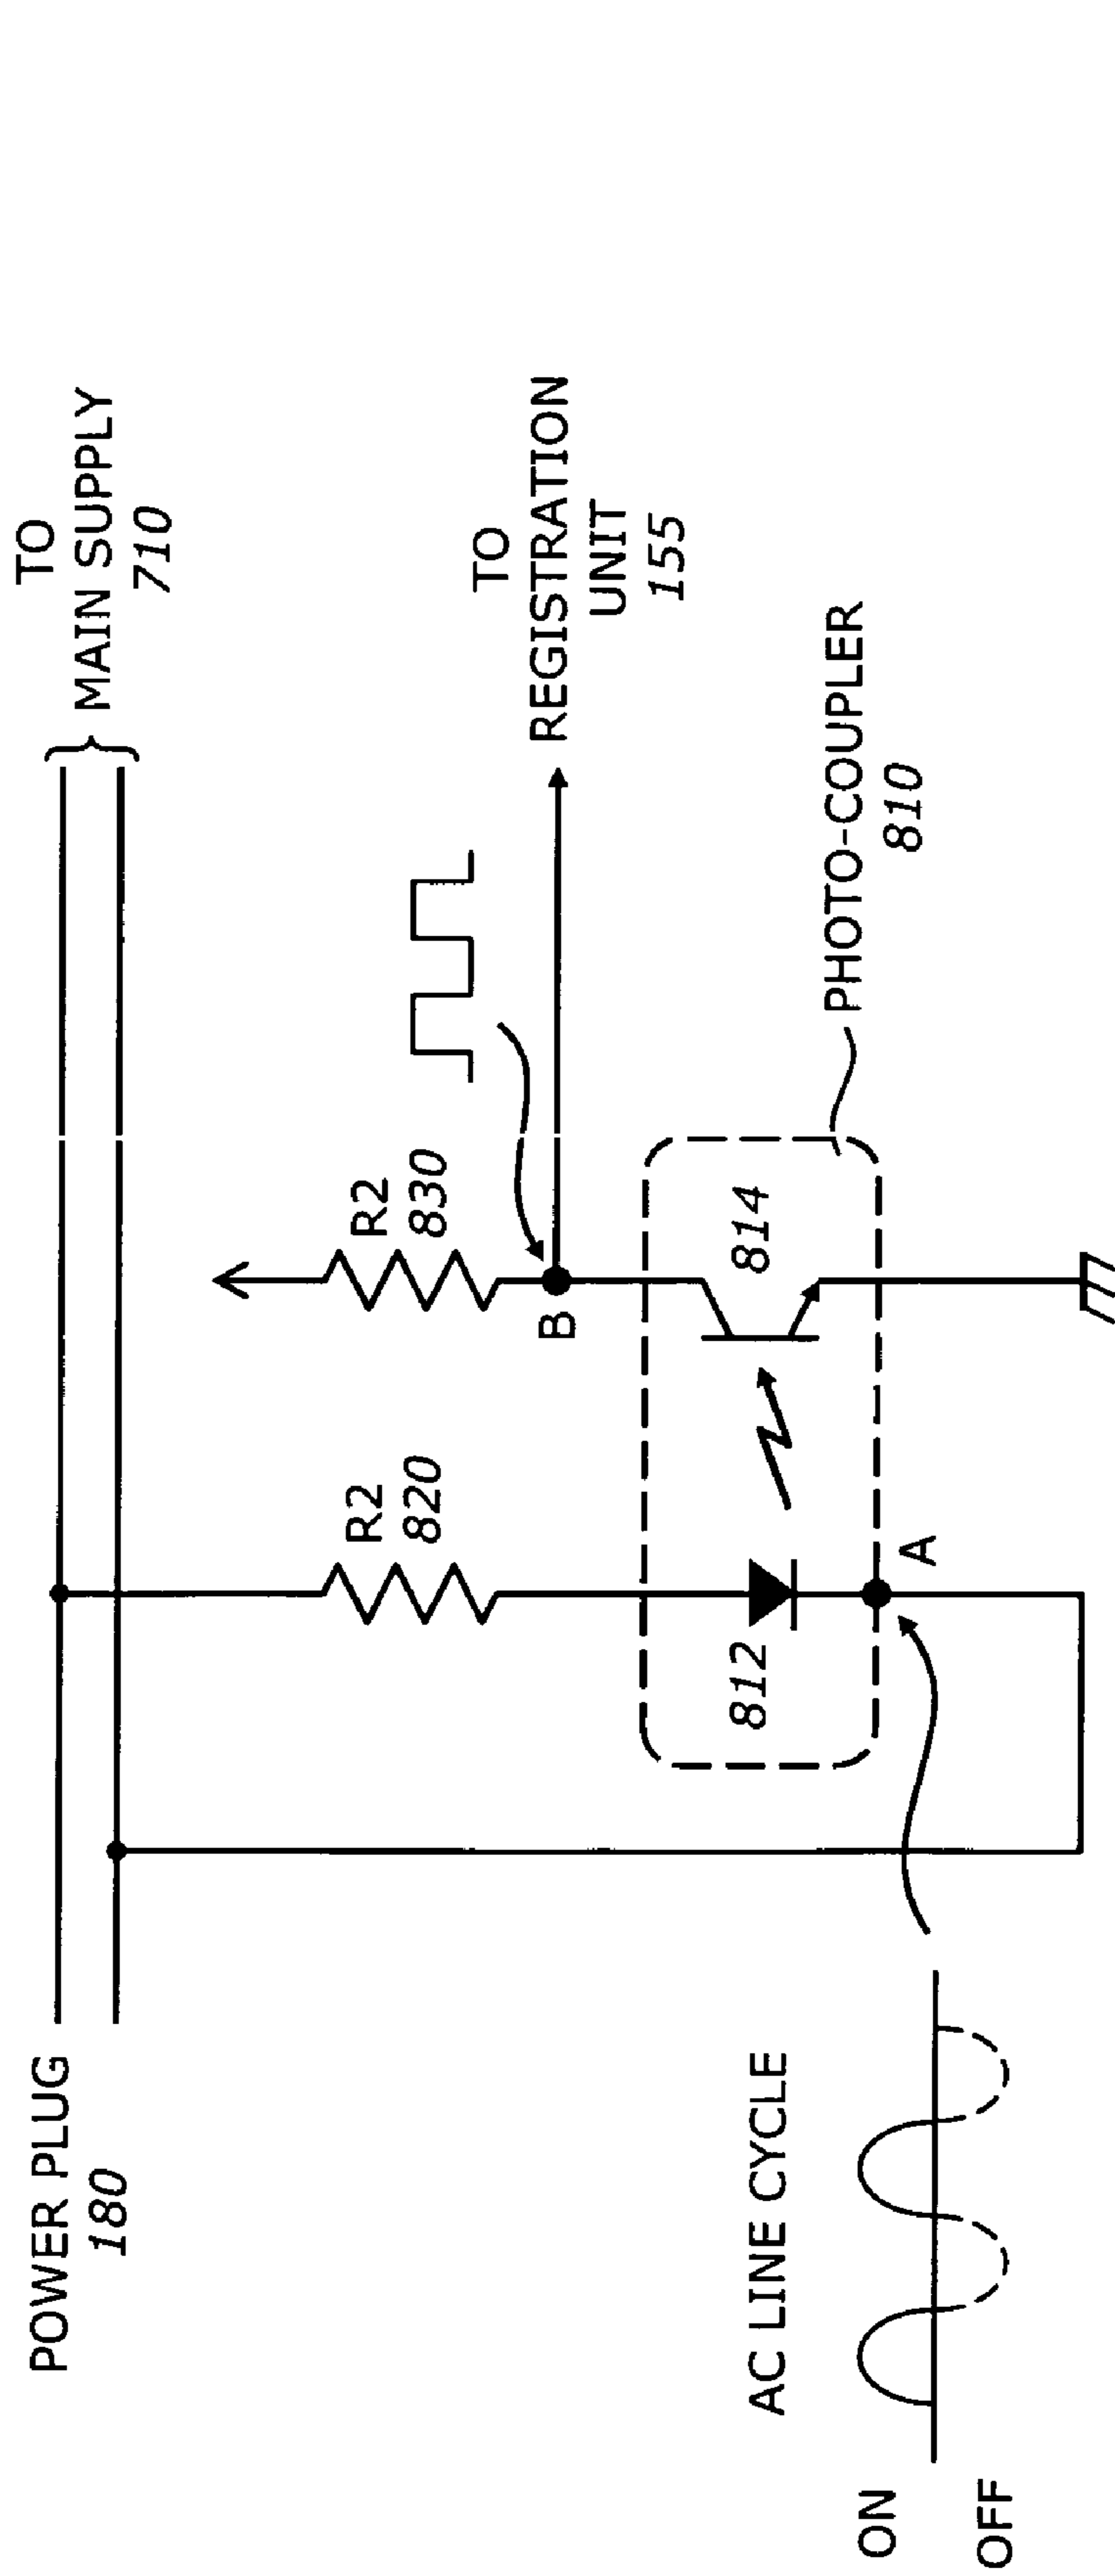 POWER PLUG
180
TO
MAIN SUPPLY
710
R2
820
R2
830
B
TO
REGISTRATION
UNIT
155
812
814
A
PHOTO-COUPLER
810
AC LINE CYCLE
ON
OFF